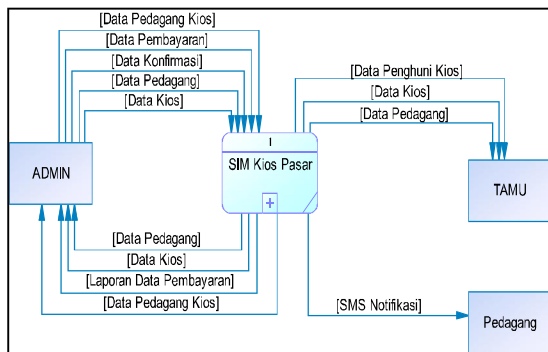 [Data Pedagang Kios]
[Data Pembayaran]
[Data Konfirmasi]
[Data Pedagang]
[Data Kios]
[Data Penghuni Kios]
[Data Kios]
[Data Pedagang]
ADMIN
I
SIM Kios Pasar
+
TAMU
[Data Pedagang]
[Data Kios]
[Laporan Data Pembayaran]
[Data Pedagang Kios]
[SMS Notifikasi]
Pedagang